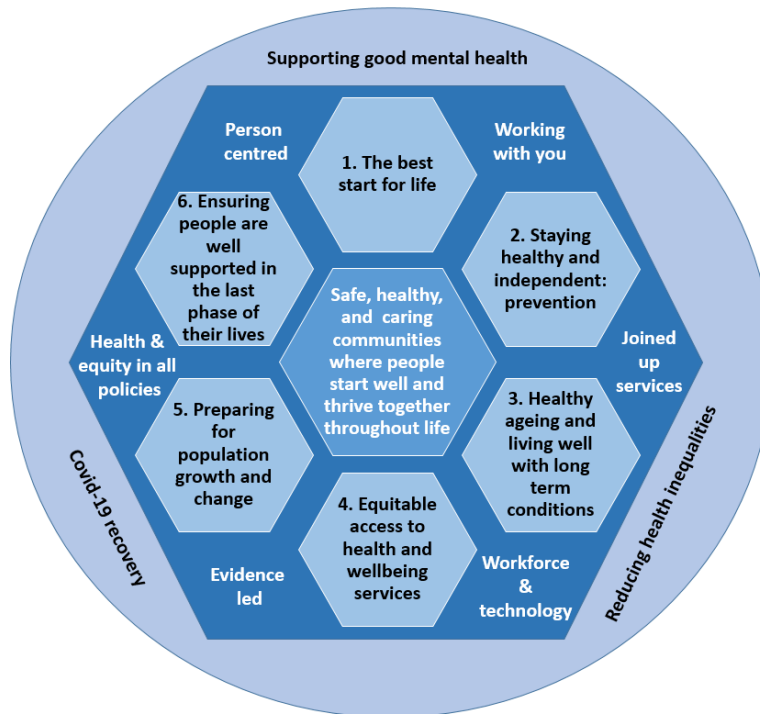 Supporting good mental health
Person
centred
Working
with you
1. The best
start for life
6. Ensuring
people are
well
supported in
the last
phase of
their lives
2. Staying
healthy and
independent:
prevention
Safe, healthy,
and caring
communities
where people
start well and
thrive together
throughout life
Health &
equity in all
policies
Joined
up
services
5. Preparing
for
population
growth and
change
3. Healthy
ageing and
living well
with long
term
conditions
4. Equitable
access to
health and
wellbeing
services
Evidence
led
Workforce
&
technology
Covid-19 recovery
Reducing health inequalities